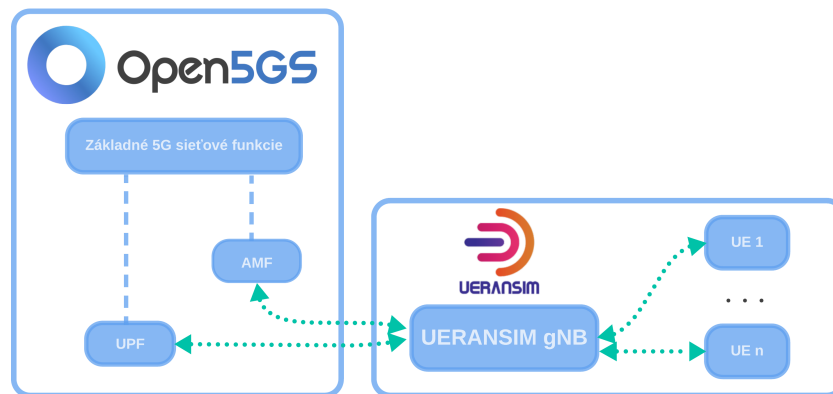 Open5GS
Základné 5G sieťové funkcie
AMF
UPF
UERANSIM
UERANSIM gNB
UE 1
. . .
UE n